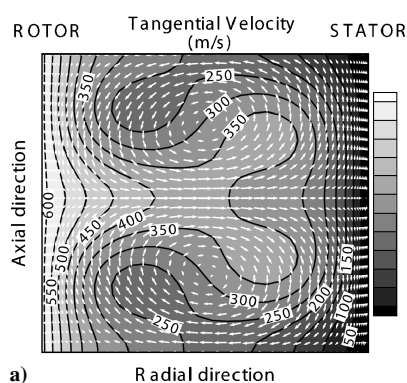 ROTOR
Tangential Velocity
(m/s)
STATOR
350
250
300
350
Axial direction
600
400
450
350
500
550
150
300
200
250
250
100
50
a)
Radial direction